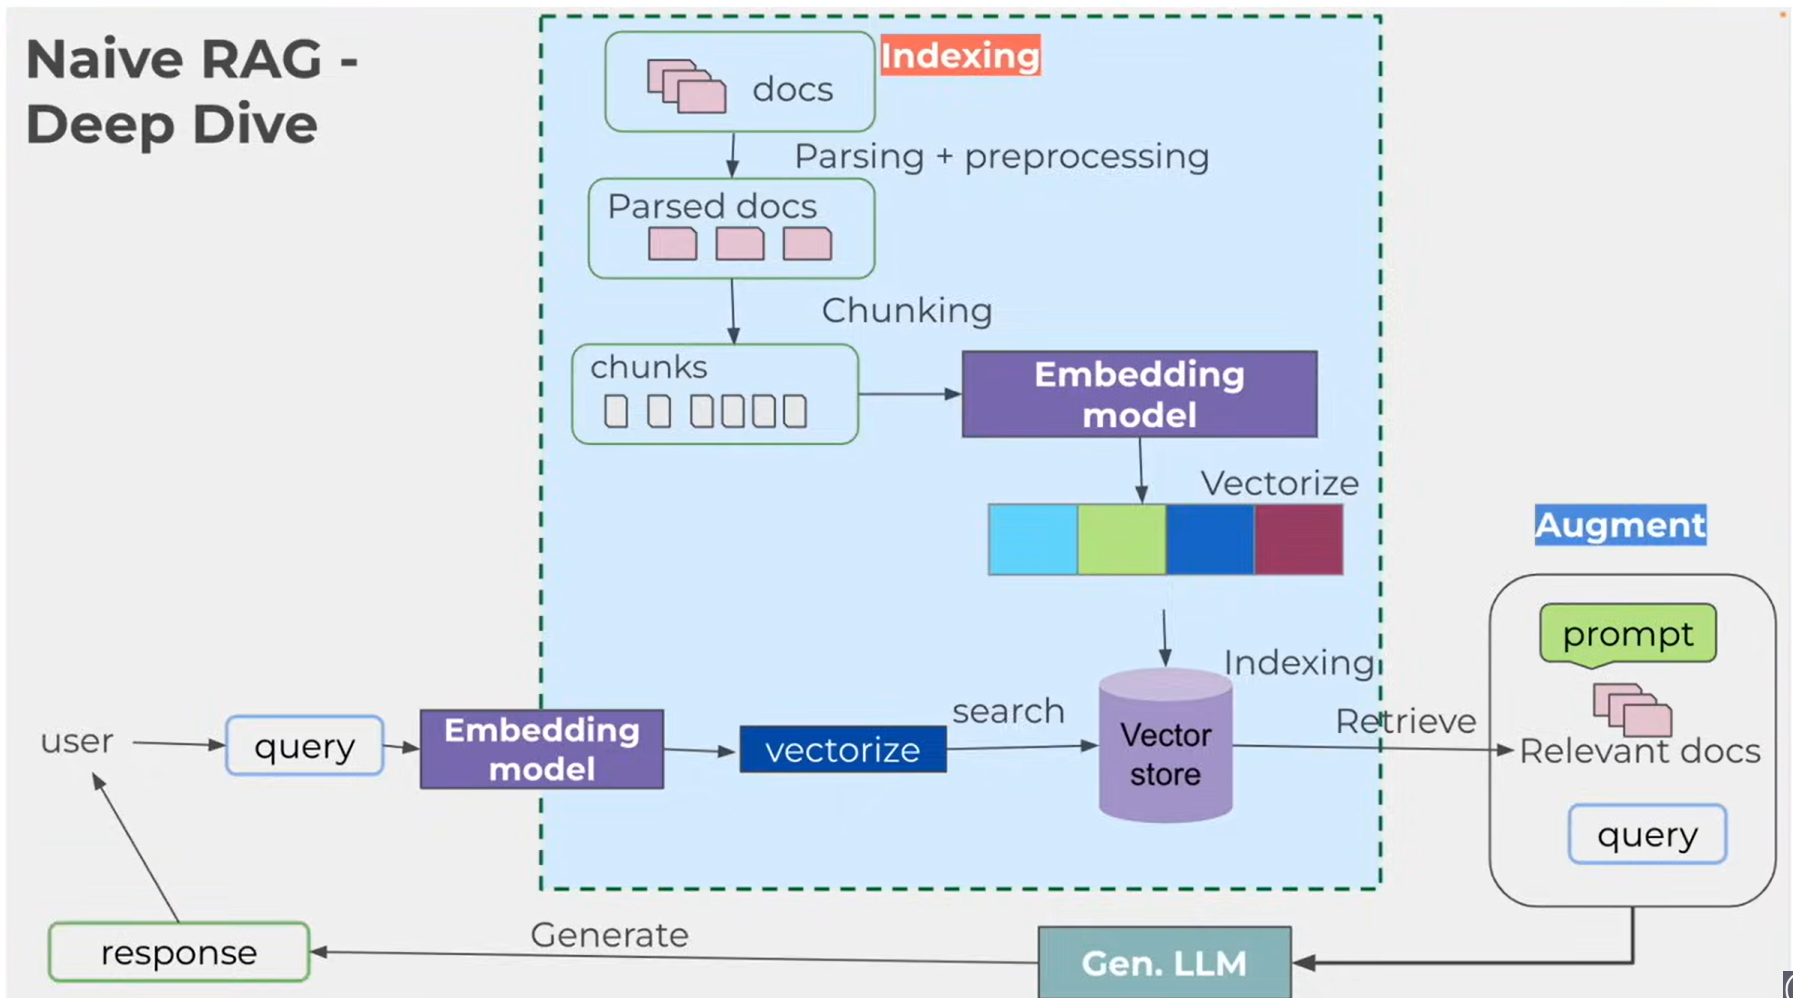 Naive RAG -
Deep Dive
Indexing
docs
Parsing + preprocessing
Parsed docs
Chunking
chunks
Embedding
model
Vectorize
Augment
prompt
Indexing
Retrieve
Relevant docs
query
user
query
Embedding
model
vectorize
search
Vector
store
response
Generate
Gen. LLM